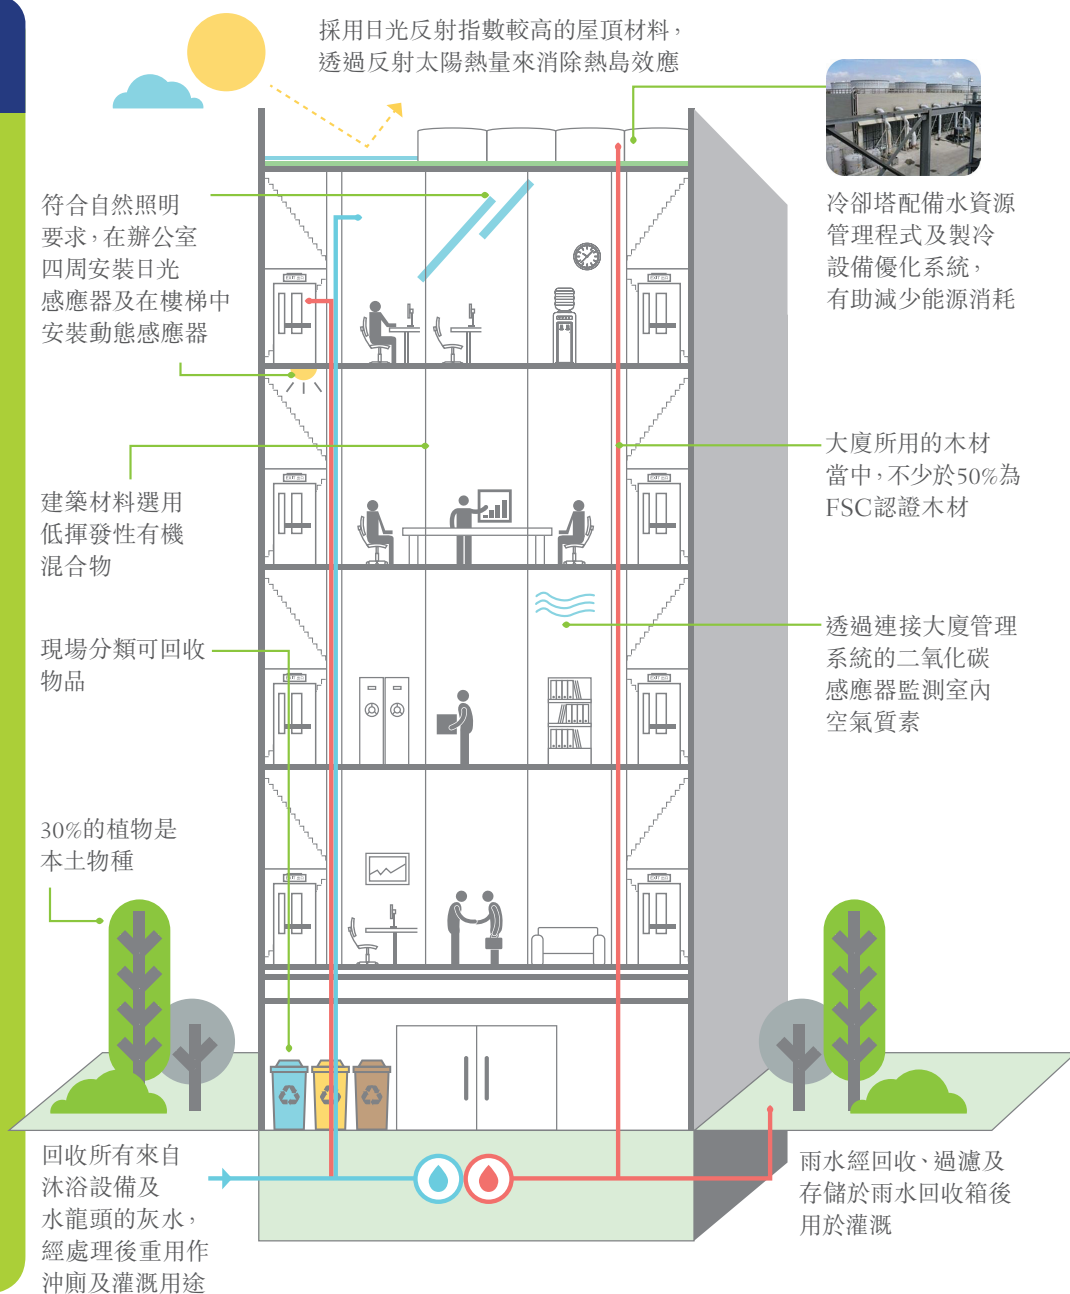 採用日光反射指數較高的屋頂材料，
透過反射太陽熱量來消除熱島效應
符合自然照明
要求，在辦公室
四周安裝日光
感應器及在樓梯中
安裝動態感應器
冷卻塔配備水資源
管理程式及製冷
設備優化系統，
有助減少能源消耗
建築材料選用
低揮發性有機
混合物
大廈所用的木材
當中，不少於50%為
FSC認證木材
現場分類可回收
物品
透過連接大廈管理
系統的二氧化碳
感應器監測室內
空氣質素
30%的植物是
本土物種
回收所有來自
沐浴設備及
水龍頭的灰水，
經處理後重用作
沖廁及灌溉用途
雨水經回收、過濾及
存儲於雨水回收箱後
用於灌溉